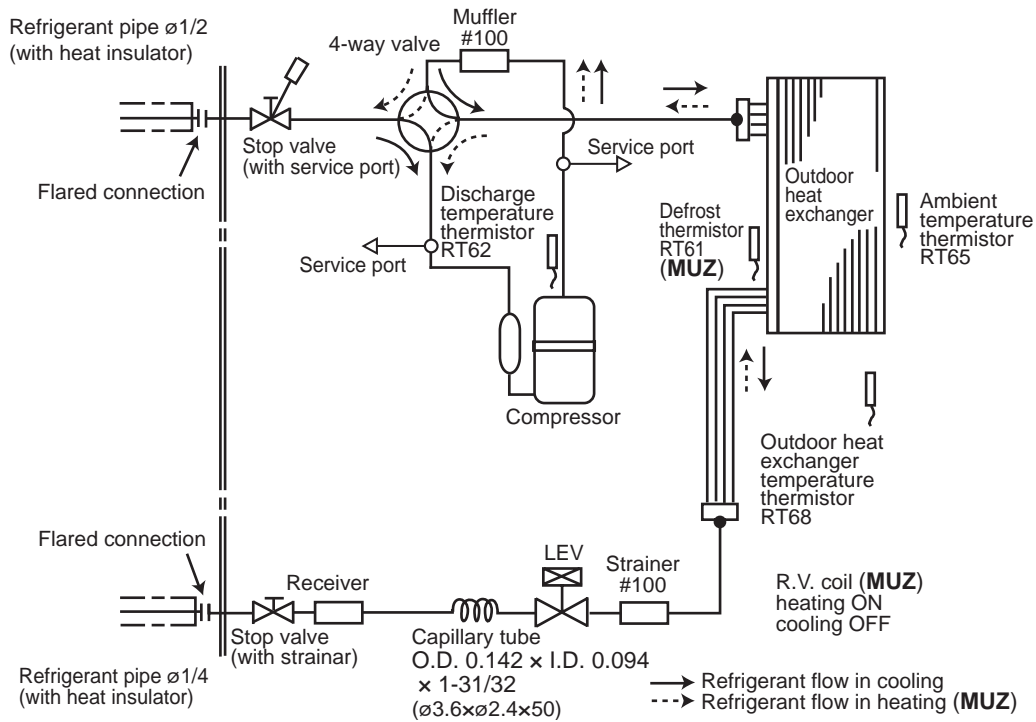 Refrigerant pipe ø1/2
(with heat insulator)
Muffler
#100
4-way valve
Stop valve
(with service port)
Flared connection
Service port
Discharge
temperature
thermistor
RT62
Service port
Compressor
Outdoor
heat
exchanger
Defrost
thermistor
RT61
(MUZ)
Ambient
temperature
thermistor
RT65
Outdoor heat
exchanger
temperature
thermistor
RT68
Flared connection
Receiver
LEV
Strainer
#100
R.V. coil (MUZ)
heating ON
cooling OFF
Stop valve
(with strainar)
Capillary tube
O.D. 0.142 × I.D. 0.094
× 1-31/32
(ø3.6×ø2.4×50)
Refrigerant pipe ø1/4
(with heat insulator)
Refrigerant flow in cooling
Refrigerant flow in heating (MUZ)